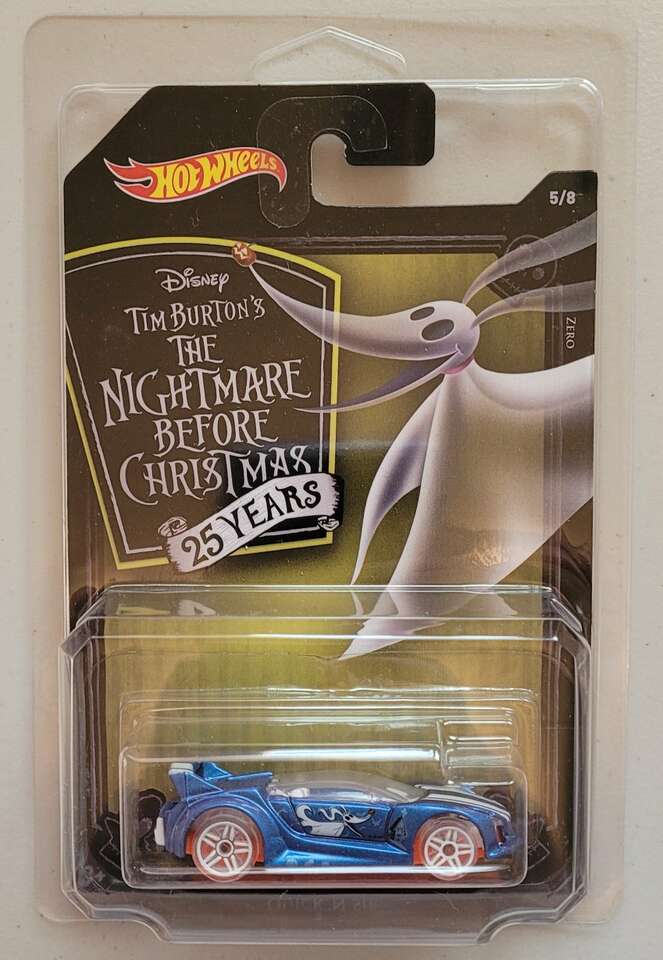 HOT WHEELS
5/8
DISNEY
TIM BURTON'S
THE
NIGHTMARE
BEFORE
CHRISTMAS
25 YEARS
ZERO